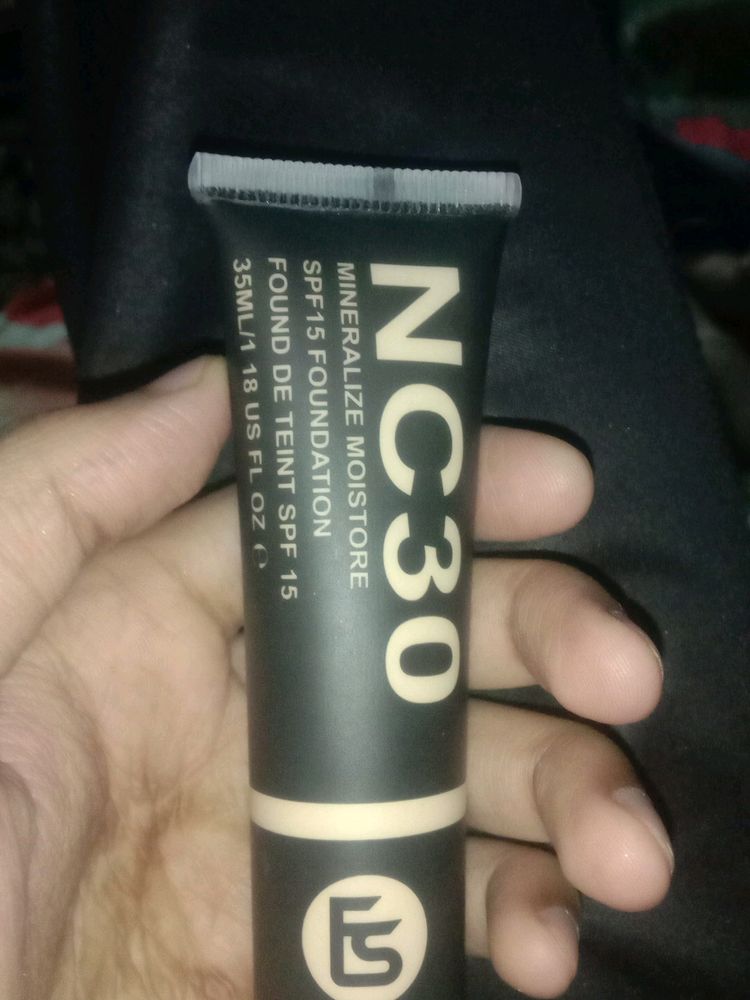 NC30
MINERALIZE MOISTORE
SPF15 FOUNDATION
FOUND DE TEINT SPF 15
35ML/1 18 US FL OZ ℮